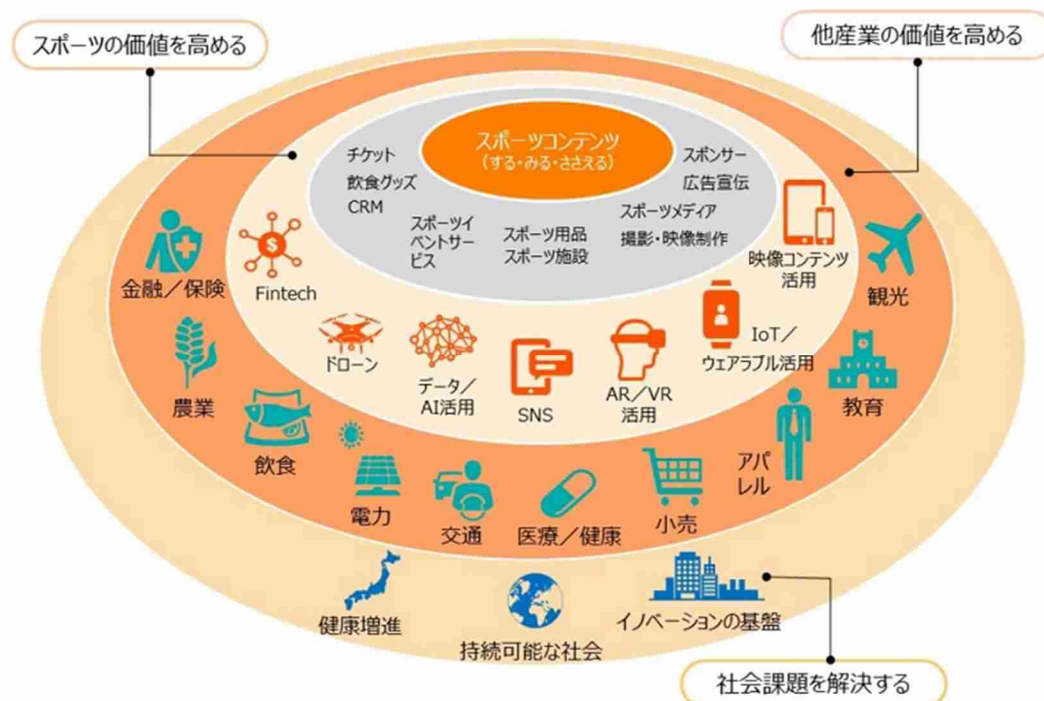 スポーツの価値を高める
他産業の価値を高める
スポーツコンテンツ
（する・みる・ささえる）
チケット
飲食グッズ
CRM
スポーツイ
ベントサー
ビス
スポーツ用品
スポーツ施設
スポンサー
広告宣伝
スポーツメディア
撮影・映像制作
Fintech
ドローン
データ／
AI活用
SNS
AR／VR
活用
IoT／
ウェアラブル活用
映像コンテンツ
活用
金融／保険
農業
飲食
電力
交通
医療／健康
小売
アパ
レル
教育
観光
健康増進
持続可能な社会
イノベーションの基盤
社会課題を解決する